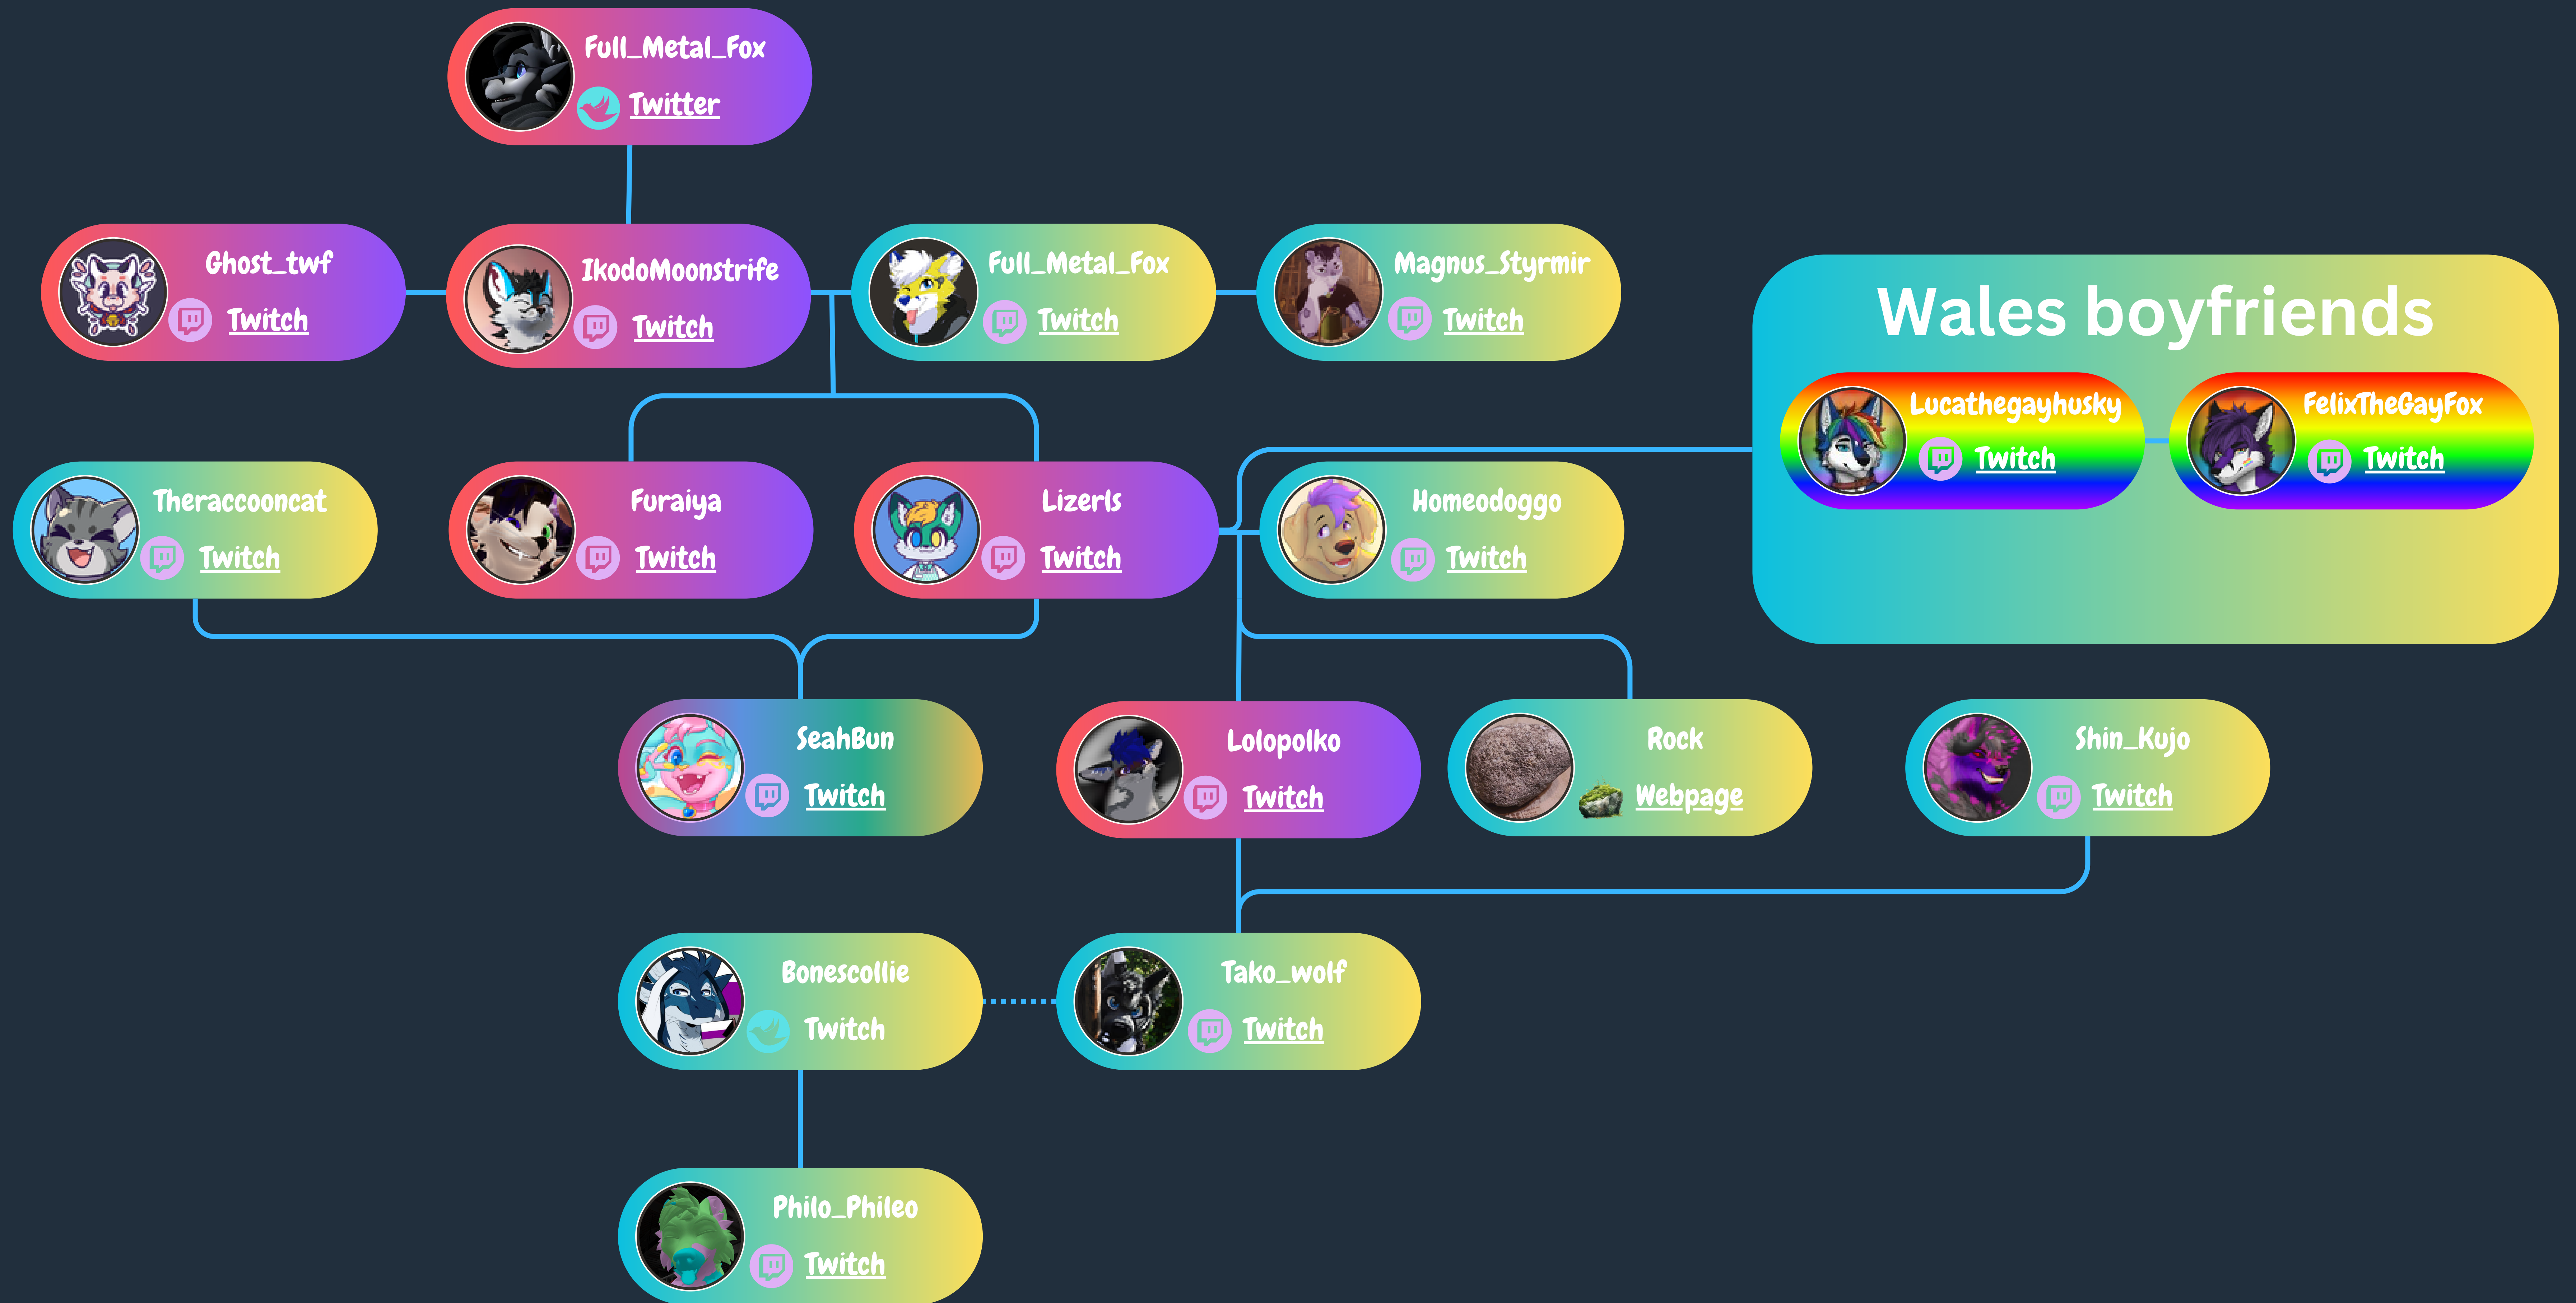 Full_Metal_Fox
Twitter
Ghost_twf
Twitch
IkodoMoonstrife
Twitch
Full_Metal_Fox
Twitch
Magnus_Styrmir
Twitch
Wales boyfriends
Lucathegayhusky
Twitch
FelixTheGayFox
Twitch
Theraccooncat
Twitch
Furaiya
Twitch
Lizerls
Twitch
Homeodoggo
Twitch
SeahBun
Twitch
Lolopolko
Twitch
Rock
Webpage
Shin_Kujo
Twitch
Bonescollie
Twitch
Tako_wolf
Twitch
Philo_Phileo
Twitch